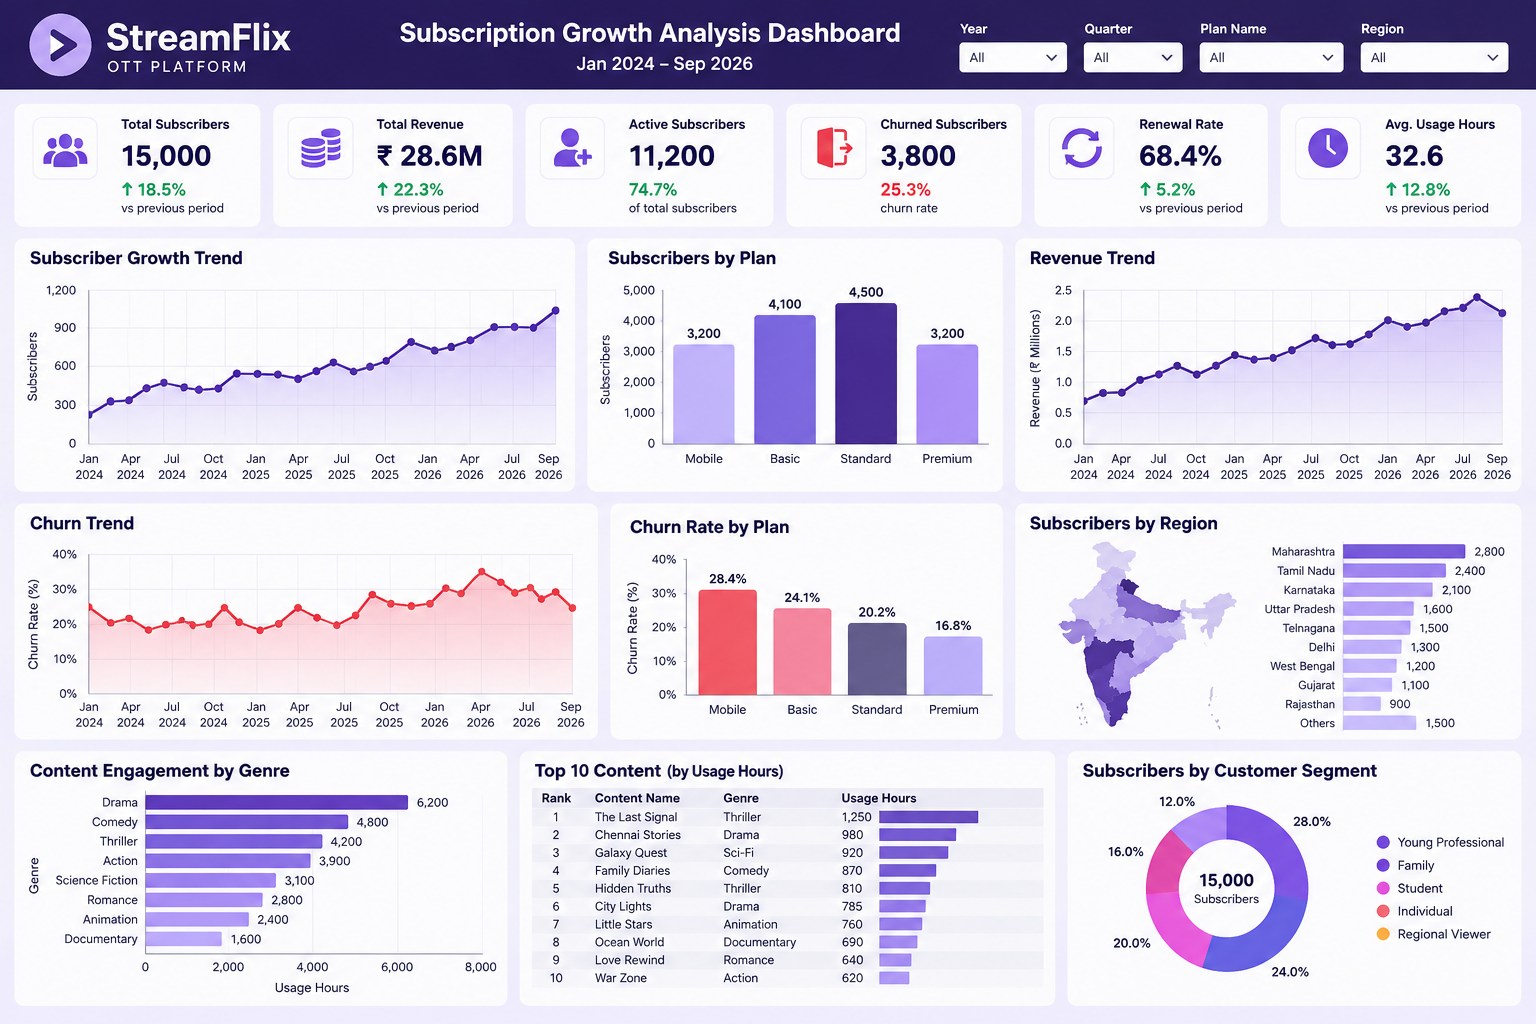 StreamFlix
OTT PLATFORM
Subscription Growth Analysis Dashboard
Jan 2024 – Sep 2026
Year
All
Quarter
All
Plan Name
All
Region
All
Total Subscribers
15,000
↑ 18.5%
vs previous period
Total Revenue
₹ 28.6M
↑ 22.3%
vs previous period
Active Subscribers
11,200
74.7%
of total subscribers
Churned Subscribers
3,800
25.3%
churn rate
Renewal Rate
68.4%
↑ 5.2%
vs previous period
Avg. Usage Hours
32.6
↑ 12.8%
vs previous period
Subscriber Growth Trend
Subscribers
1,200
900
600
300
0
Jan Apr Jul Oct Jan Apr Jul Oct Jan Apr Jul Sep
2024 2024 2024 2024 2025 2025 2025 2025 2026 2026 2026 2026
Subscribers by Plan
Subscribers
5,000
4,000
3,000
2,000
1,000
0
3,200
4,100
4,500
3,200
Mobile Basic Standard Premium
Revenue Trend
Revenue (₹ Millions)
2.5
2.0
1.5
1.0
0.5
0.0
Jan Apr Jul Oct Jan Apr Jul Oct Jan Apr Jul Sep
2024 2024 2024 2024 2025 2025 2025 2025 2026 2026 2026 2026
Churn Trend
Churn Rate (%)
40%
30%
20%
10%
0%
Jan Apr Jul Oct Jan Apr Jul Oct Jan Apr Jul Sep
2024 2024 2024 2024 2025 2025 2025 2025 2026 2026 2026 2026
Churn Rate by Plan
Churn Rate (%)
40%
30%
20%
10%
0%
28.4%
24.1%
20.2%
16.8%
Mobile Basic Standard Premium
Subscribers by Region
Maharashtra 2,800
Tamil Nadu 2,400
Karnataka 2,100
Uttar Pradesh 1,600
Telnagana 1,500
Delhi 1,300
West Bengal 1,200
Gujarat 1,100
Rajasthan 900
Others 1,500
Content Engagement by Genre
Genre
Drama 6,200
Comedy 4,800
Thriller 4,200
Action 3,900
Science Fiction 3,100
Romance 2,800
Animation 2,400
Documentary 1,600
0 2,000 4,000 6,000 8,000
Usage Hours
Top 10 Content (by Usage Hours)
Rank Content Name Genre Usage Hours
1 The Last Signal Thriller 1,250
2 Chennai Stories Drama 980
3 Galaxy Quest Sci-Fi 920
4 Family Diaries Comedy 870
5 Hidden Truths Thriller 810
6 City Lights Drama 785
7 Little Stars Animation 760
8 Ocean World Documentary 690
9 Love Rewind Romance 640
10 War Zone Action 620
Subscribers by Customer Segment
12.0%
28.0%
16.0%
20.0%
24.0%
15,000
Subscribers
Young Professional
Family
Student
Individual
Regional Viewer